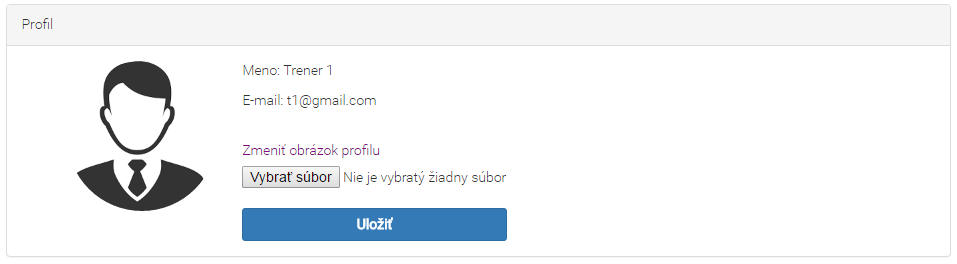 Profil
Meno: Trener 1
E-mail: t1@gmail.com
Zmeniť obrázok profilu
Vybrať súbor Nie je vybratý žiadny súbor
Uložiť